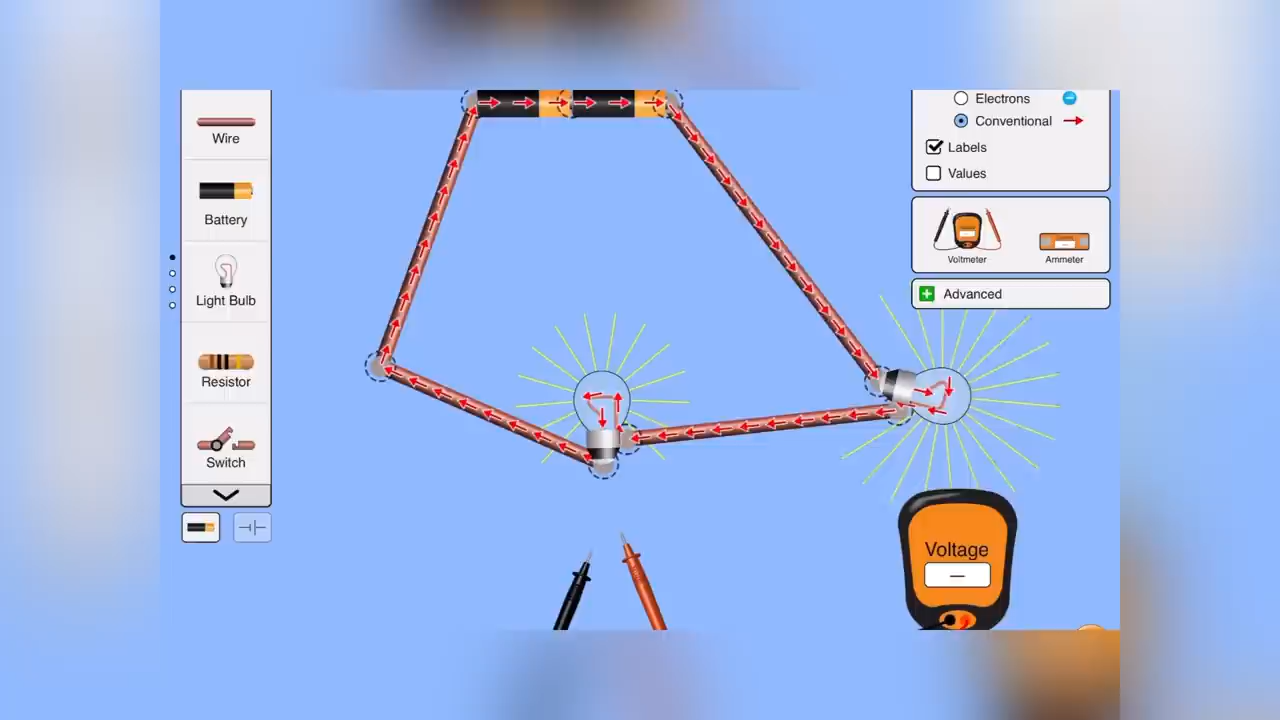 Wire
Battery
Light Bulb
Resistor
Switch
Electrons
Conventional
Labels
Values
Voltmeter
Ammeter
Advanced
Voltage
—